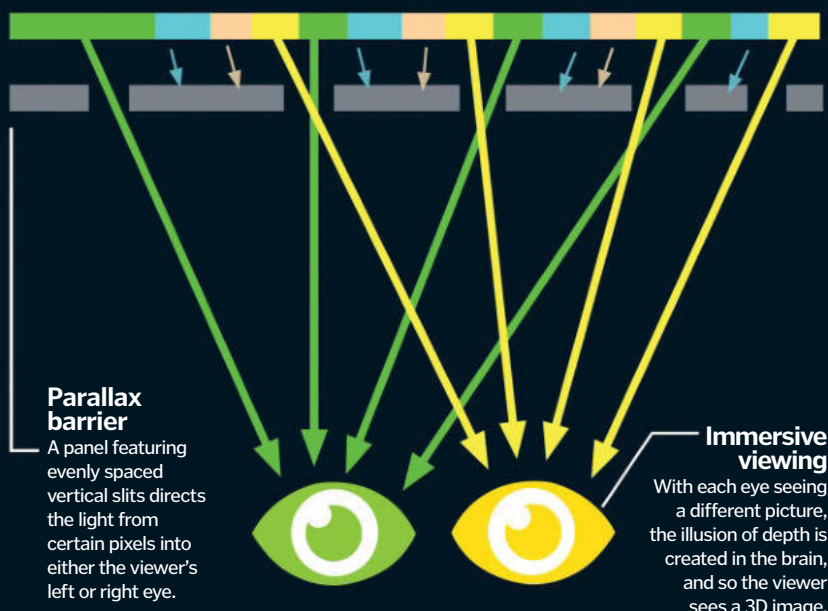 Parallax
barrier
A panel featuring
evenly spaced
vertical slits directs
the light from
certain pixels into
either the viewer's
left or right eye.
Immersive
viewing
With each eye seeing
a different picture,
the illusion of depth is
created in the brain,
and so the viewer
sees a 3D image.